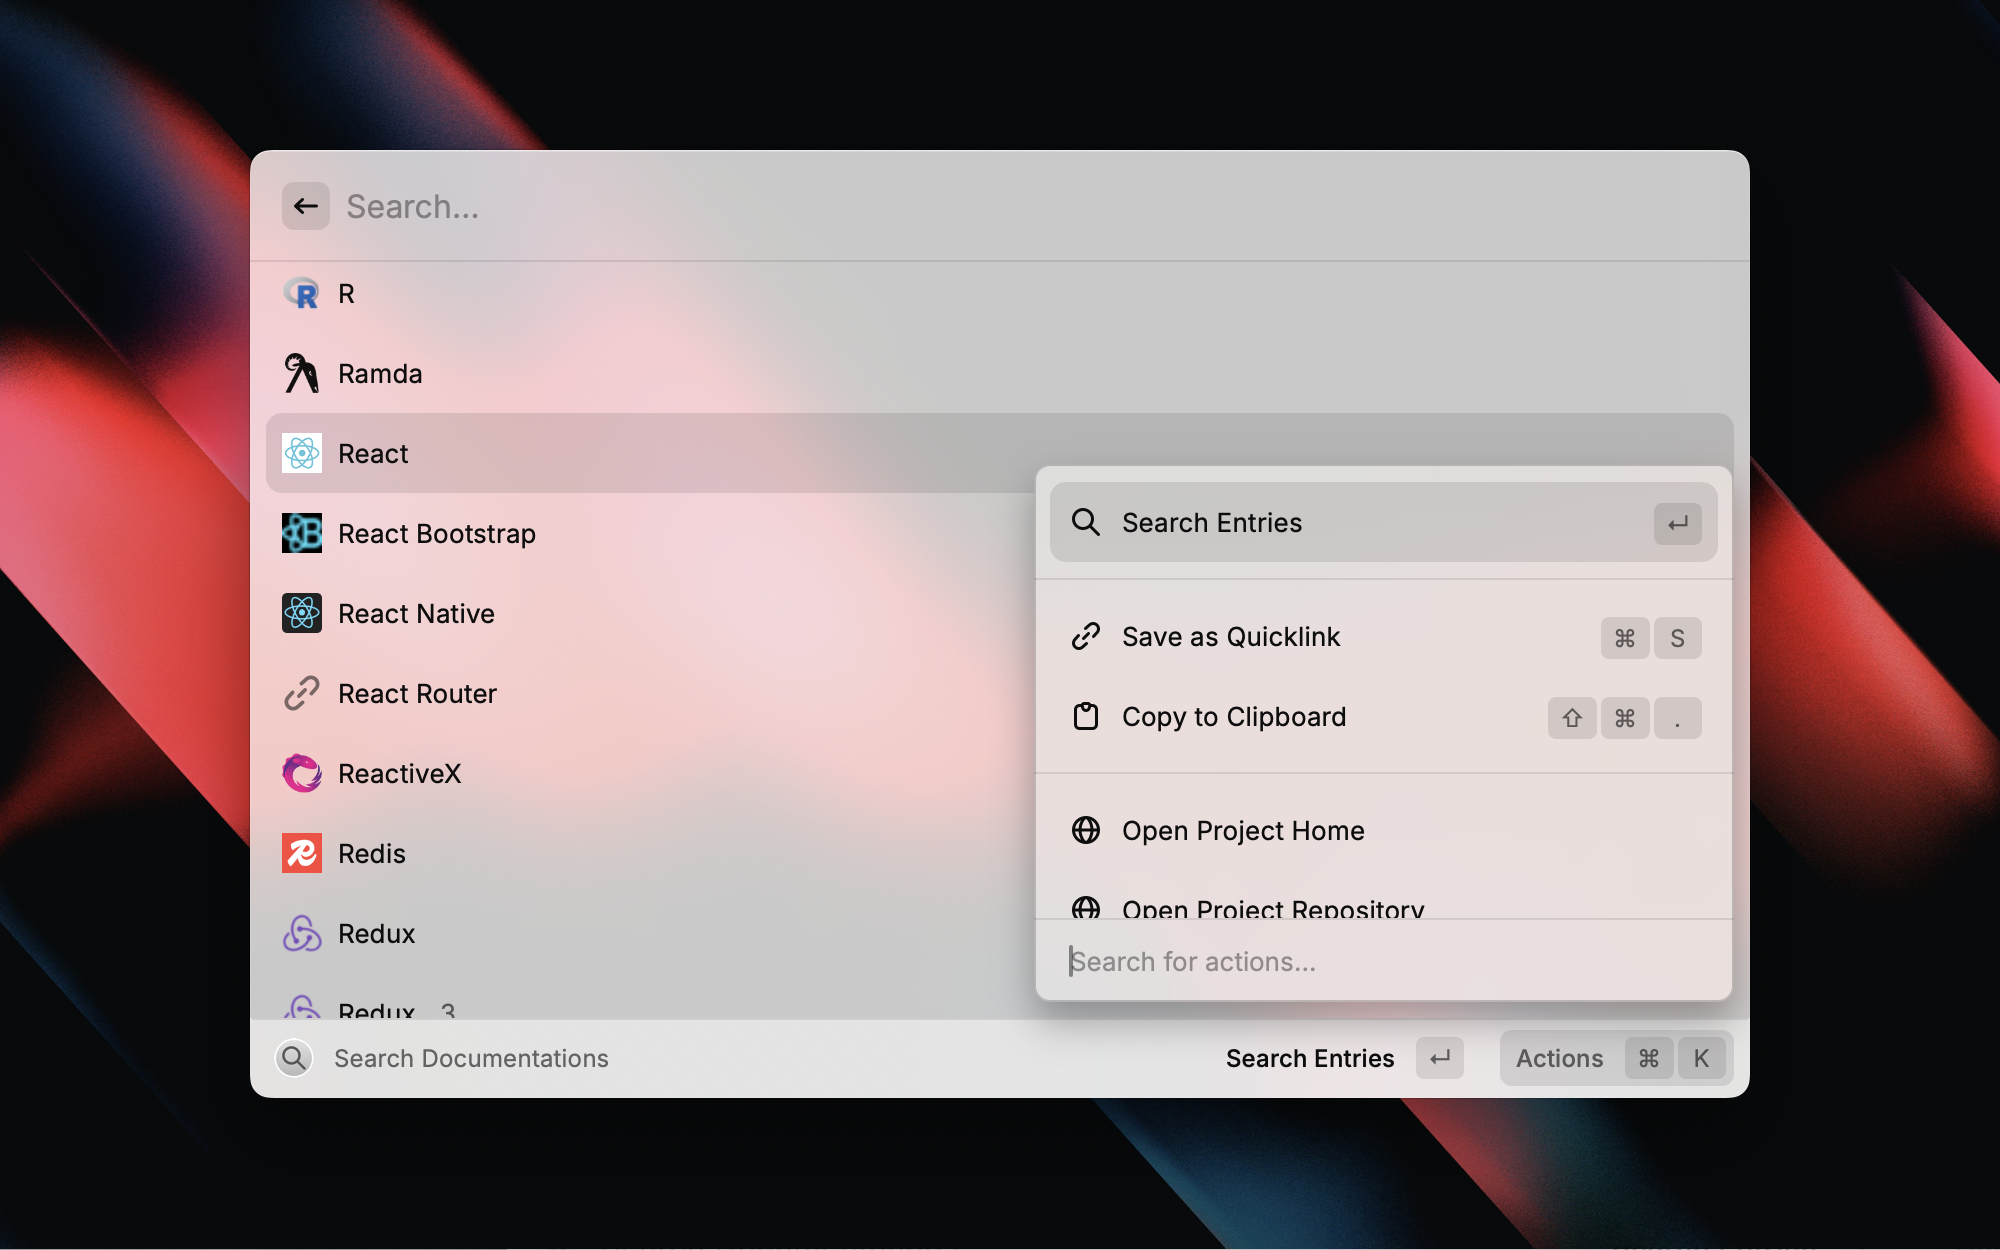 Search...
R
Ramda
React
React Bootstrap
React Native
React Router
ReactiveX
Redis
Redux
Redux 3
Search Entries ↵
Save as Quicklink ⌘ S
Copy to Clipboard ⇧ ⌘ .
Open Project Home
Open Project Repository
Search for actions...
Search Documentations
Search Entries ↵
Actions ⌘ K